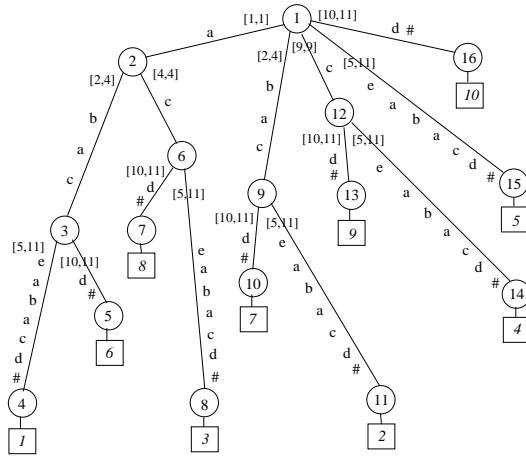 [1,1] 1 [10,11]
a d #
2 [2,4] [9,9] 16
[2,4] [4,4] c [5,11] 10
b c b e
a 12 a
a [10,11] [5,11] b
6 d e a
c [10,11] c # a c
d 9 13 b d 15
# [5,11] #
3 7 [10,11] [5,11] 9 a 5
[5,11] [10,11] 8 d e c
e d e # a d
a # a 10 b # 14
b 5 b 7 a 4
a 6 a c
c c d
d d #
# #
4 8 11
1 3 2